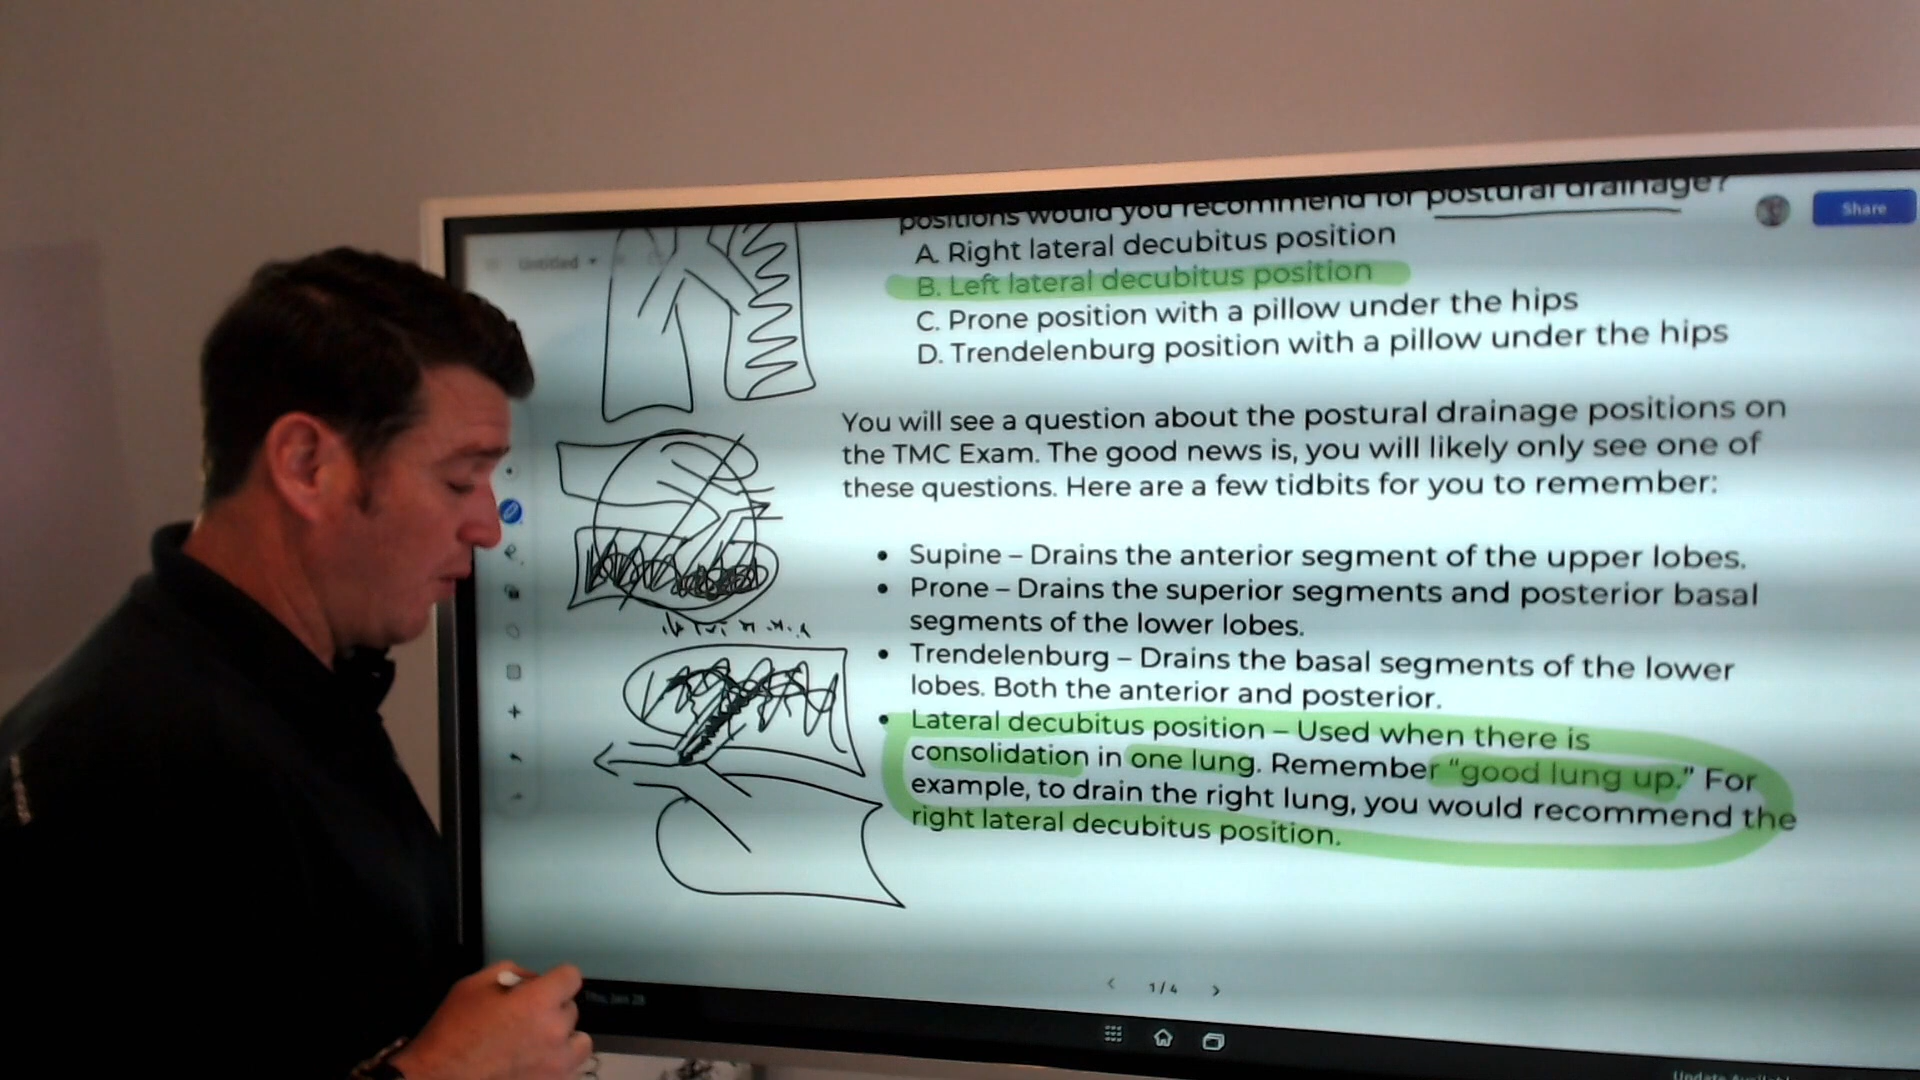 positions would you recommend for postural drainage?
Share
Untitled
A. Right lateral decubitus position
B. Left lateral decubitus position
C. Prone position with a pillow under the hips
D. Trendelenburg position with a pillow under the hips
You will see a question about the postural drainage positions on
the TMC Exam. The good news is, you will likely only see one of
these questions. Here are a few tidbits for you to remember:
• Supine – Drains the anterior segment of the upper lobes.
• Prone – Drains the superior segments and posterior basal
segments of the lower lobes.
• Trendelenburg – Drains the basal segments of the lower
lobes. Both the anterior and posterior.
• Lateral decubitus position – Used when there is
consolidation in one lung. Remember “good lung up.” For
example, to drain the right lung, you would recommend the
right lateral decubitus position.
1/4
Thu, Jan 28
Update